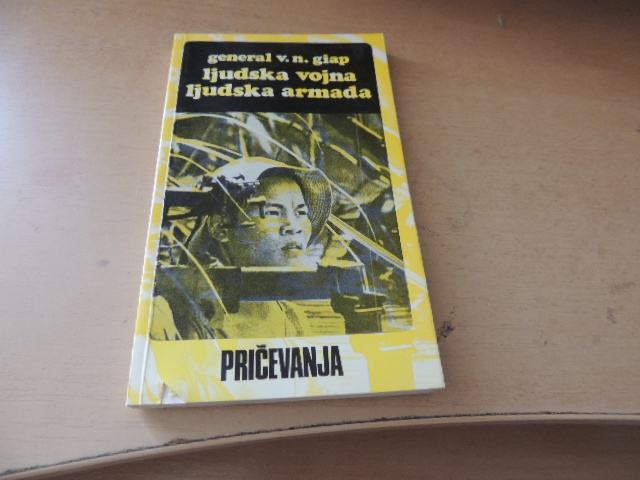 general v. n. giap
ljudska vojna
ljudska armada
PRIČEVANJA